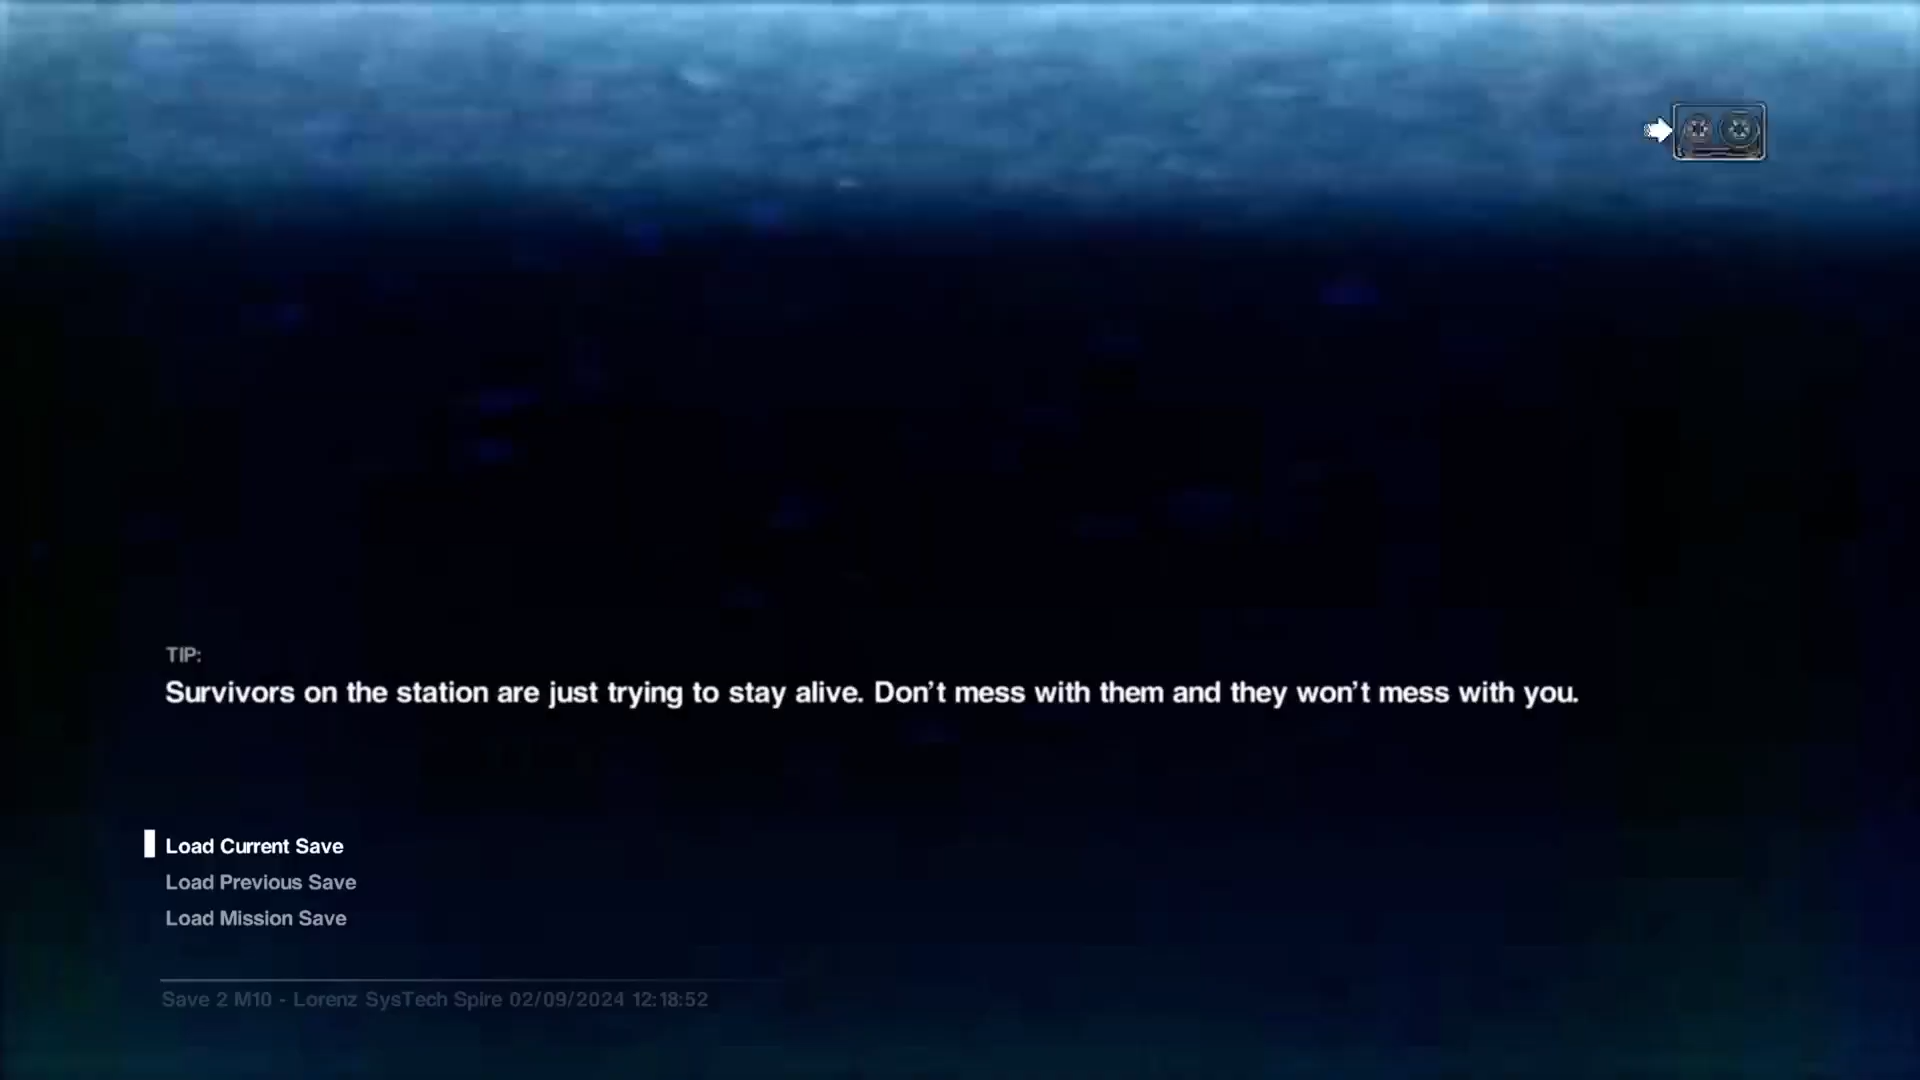 TIP:
Survivors on the station are just trying to stay alive. Don’t mess with them and they won’t mess with you.
Load Current Save
Load Previous Save
Load Mission Save
Save 2 M10 - Lorenz SysTech Spire 02/09/2024 12:18:52